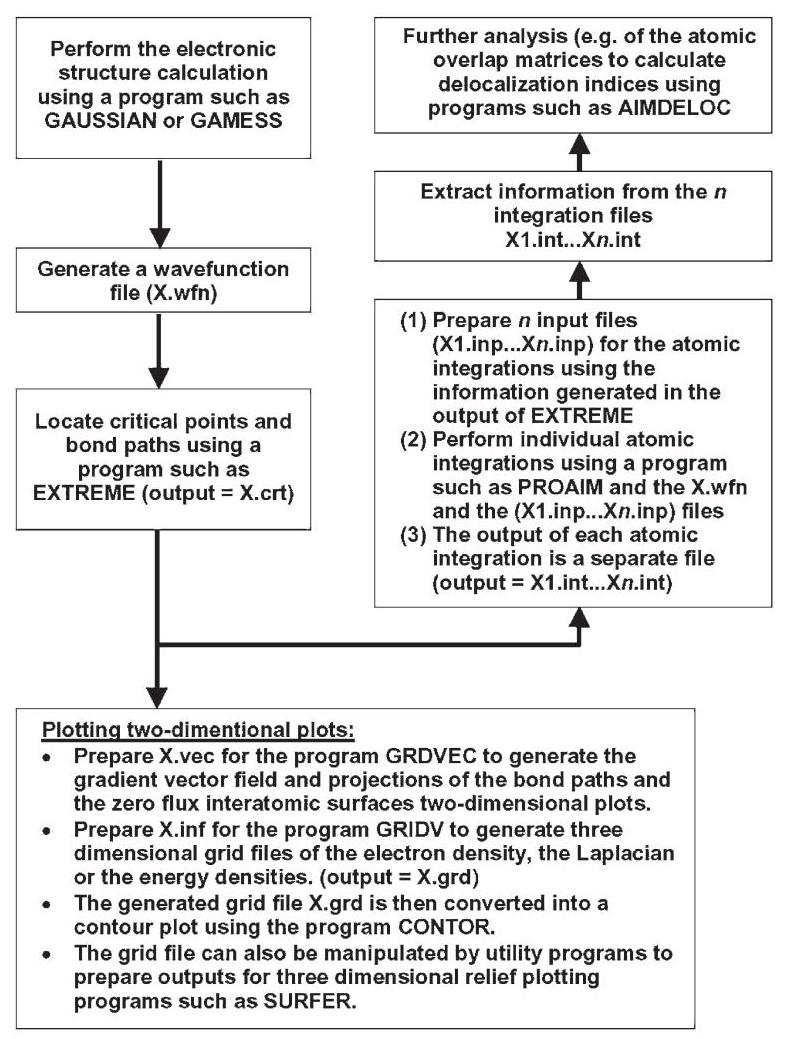 Perform the electronic
structure calculation
using a program such as
GAUSSIAN or GAMESS
Generate a wavefunction
file (X.wfn)
Locate critical points and
bond paths using a
program such as
EXTREME (output = X.crt)
Further analysis (e.g. of the atomic
overlap matrices to calculate
delocalization indices using
programs such as AIMDELOC
Extract information from the n
integration files
X1.int...Xn.int
(1) Prepare n input files
(X1.inp...Xn.inp) for the atomic
integrations using the
information generated in the
output of EXTREME
(2) Perform individual atomic
integrations using a program
such as PROAIM and the X.wfn
and the (X1.inp...Xn.inp) files
(3) The output of each atomic
integration is a separate file
(output = X1.int...Xn.int)
Plotting two-dimentional plots:
• Prepare X.vec for the program GRDVEC to generate the
gradient vector field and projections of the bond paths and
the zero flux interatomic surfaces two-dimensional plots.
• Prepare X.inf for the program GRIDV to generate three
dimensional grid files of the electron density, the Laplacian
or the energy densities. (output = X.grd)
• The generated grid file X.grd is then converted into a
contour plot using the program CONTOR.
• The grid file can also be manipulated by utility programs to
prepare outputs for three dimensional relief plotting
programs such as SURFER.